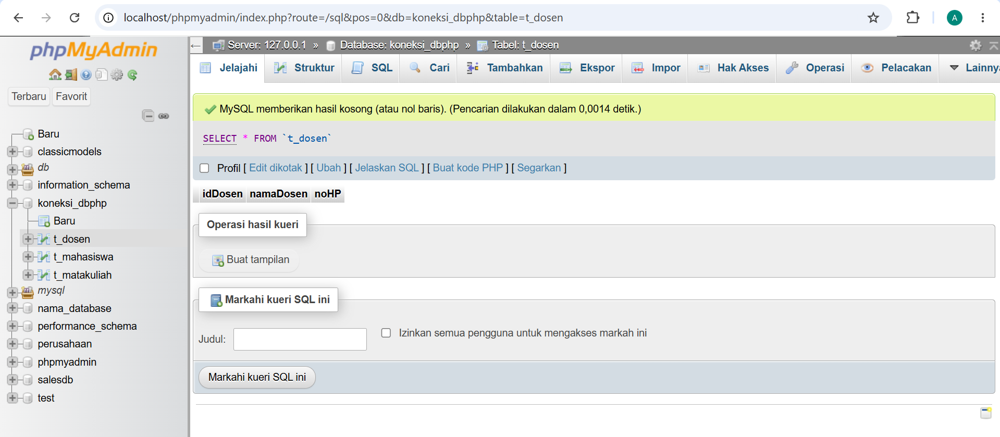 localhost/phpmyadmin/index.php?route=/sql&pos=0&db=koneksi_dbphp&table=t_dosen
A
phpMyAdmin
Terbaru Favorit
Baru
classicmodels
db
information_schema
koneksi_dbphp
Baru
t_dosen
t_mahasiswa
t_matakuliah
mysql
nama_database
performance_schema
perusahaan
phpmyadmin
salesdb
test
Server: 127.0.0.1 » Database: koneksi_dbphp » Tabel: t_dosen
Jelajahi Struktur SQL Cari Tambahkan Ekspor Impor Hak Akses Operasi Pelacakan
MySQL memberikan hasil kosong (atau nol baris). (Pencarian dilakukan dalam 0,0014 detik.)
SELECT * FROM `t_dosen`
Profil [ Edit dikotak ] [ Ubah ] [ Jelaskan SQL ] [ Buat kode PHP ] [ Segarkan ]
idDosen namaDosen noHP
Operasi hasil kueri
Buat tampilan
Markahi kueri SQL ini
Judul: Izinkan semua pengguna untuk mengakses markah ini
Markahi kueri SQL ini